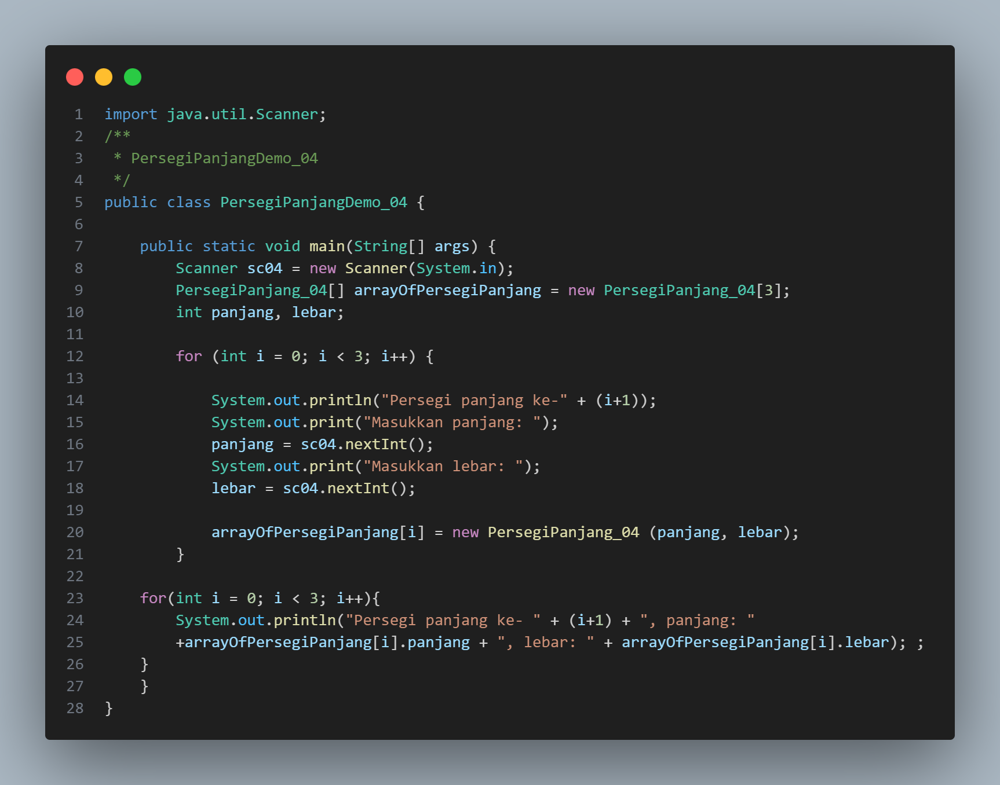 1 import java.util.Scanner;
2 /**
3  * PersegiPanjangDemo_04
4  */
5 public class PersegiPanjangDemo_04 {
6
7     public static void main(String[] args) {
8         Scanner sc04 = new Scanner(System.in);
9         PersegiPanjang_04[] arrayOfPersegiPanjang = new PersegiPanjang_04[3];
10         int panjang, lebar;
11
12         for (int i = 0; i < 3; i++) {
13
14             System.out.println("Persegi panjang ke-" + (i+1));
15             System.out.print("Masukkan panjang: ");
16             panjang = sc04.nextInt();
17             System.out.print("Masukkan lebar: ");
18             lebar = sc04.nextInt();
19
20             arrayOfPersegiPanjang[i] = new PersegiPanjang_04 (panjang, lebar);
21         }
22
23     for(int i = 0; i < 3; i++){
24         System.out.println("Persegi panjang ke- " + (i+1) + ", panjang: "
25         +arrayOfPersegiPanjang[i].panjang + ", lebar: " + arrayOfPersegiPanjang[i].lebar); ;
26     }
27     }
28 }